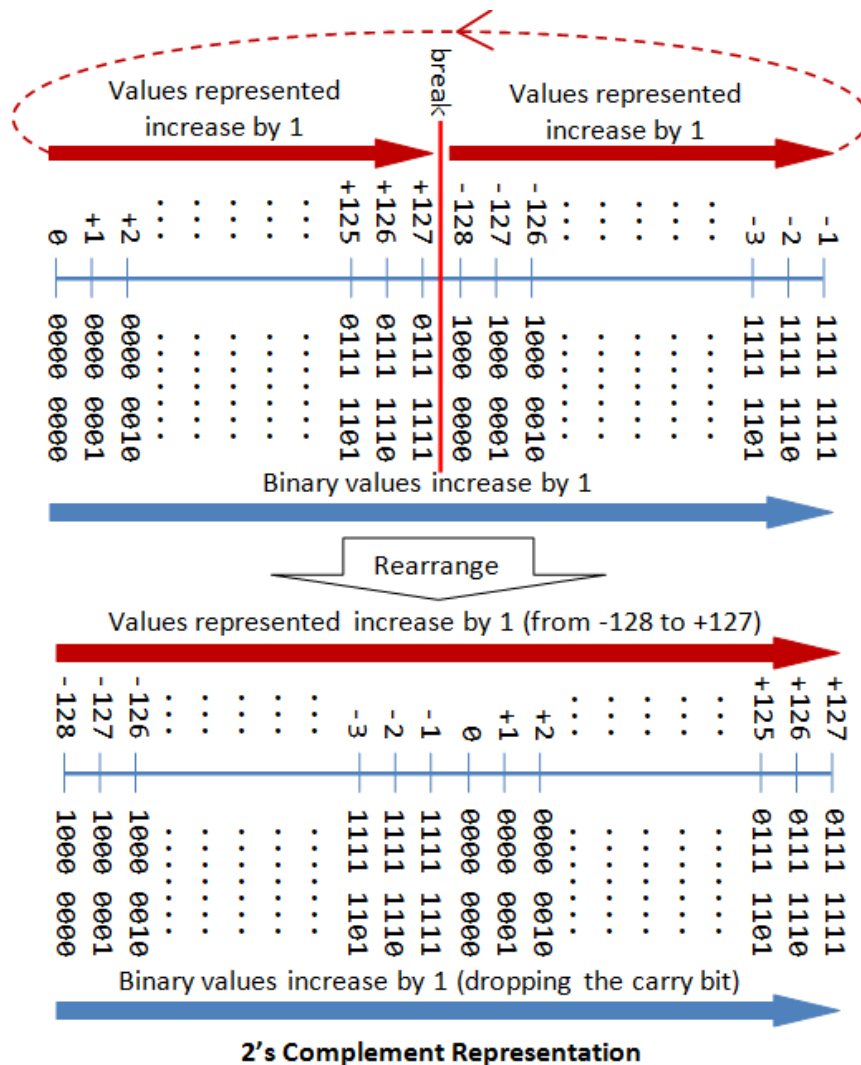 break
Values represented
increase by 1
Values represented
increase by 1
0 +1 +2 ..... +125 +126 +127 -128 -127 -126 ..... -3 -2 -1
0000 0000 0000 0001 0000 0010 ..... 0111 1101 0111 1110 0111 1111 1000 0000 1000 0001 1000 0010 ..... 1111 1101 1111 1110 1111 1111
Binary values increase by 1
Rearrange
Values represented increase by 1 (from -128 to +127)
-128 -127 -126 ..... -3 -2 -1 0 +1 +2 ..... +125 +126 +127
1000 0000 1000 0001 1000 0010 ..... 1111 1101 1111 1110 1111 1111 0000 0000 0000 0001 0000 0010 ..... 0111 1101 0111 1110 0111 1111
Binary values increase by 1 (dropping the carry bit)
2's Complement Representation